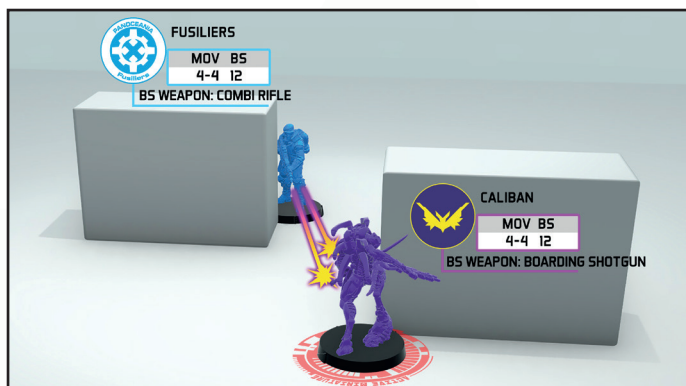 PANOCEANIA
Fusiliers
FUSILIERS
MOV BS
4-4 12
BS WEAPON: COMBI RIFLE
CALIBAN
MOV BS
4-4 12
BS WEAPON: BOARDING SHOTGUN